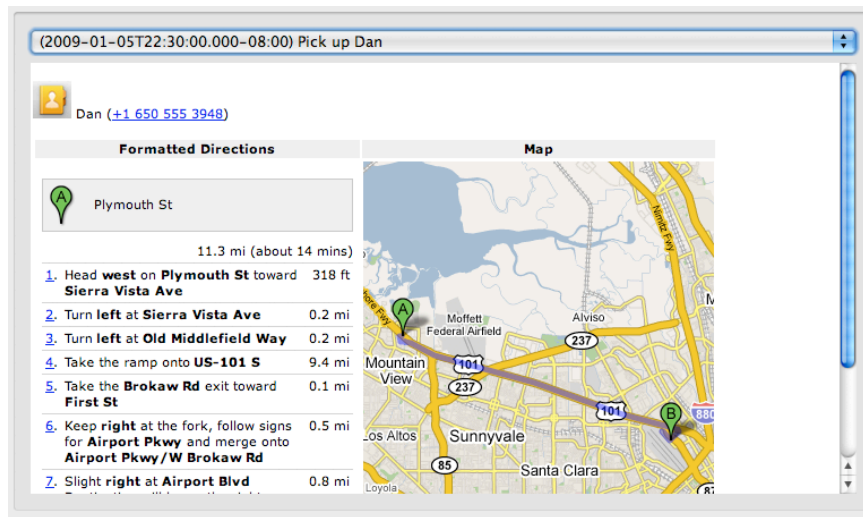 (2009-01-05T22:30:00.000-08:00) Pick up Dan
Dan (+1 650 555 3948)
Formatted Directions
Map
A
Plymouth St
11.3 mi (about 14 mins)
1. Head west on Plymouth St toward 318 ft
Sierra Vista Ave
2. Turn left at Sierra Vista Ave 0.2 mi
3. Turn left at Old Middlefield Way 0.2 mi
4. Take the ramp onto US-101 S 9.4 mi
5. Take the Brokaw Rd exit toward 0.1 mi
First St
6. Keep right at the fork, follow signs 0.5 mi
for Airport Pkwy and merge onto
Airport Pkwy/W Brokaw Rd
7. Slight right at Airport Blvd 0.8 mi
Nimitz Fwy
A
Moffett
Federal Airfield
Alviso
237
Mountain
View
101
237
101
B
880
Los Altos
Sunnyvale
85
Santa Clara
Loyola
87